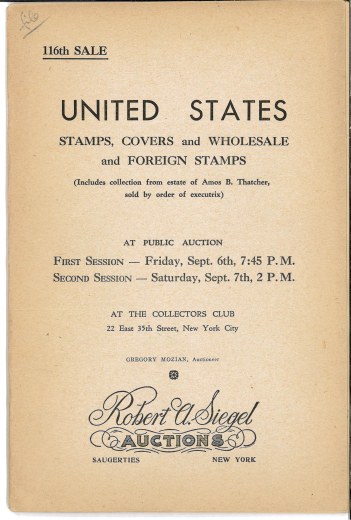 116th SALE
UNITED STATES
STAMPS, COVERS and WHOLESALE
and FOREIGN STAMPS
(Includes collection from estate of Amos B. Thatcher,
sold by order of executrix)
AT PUBLIC AUCTION
FIRST SESSION — Friday, Sept. 6th, 7:45 P.M.
SECOND SESSION — Saturday, Sept. 7th, 2 P.M.
AT THE COLLECTORS CLUB
22 East 35th Street, New York City
GREGORY MOZIAN, Auctioneer
Robert A. Siegel
AUCTIONS
SAUGERTIES NEW YORK